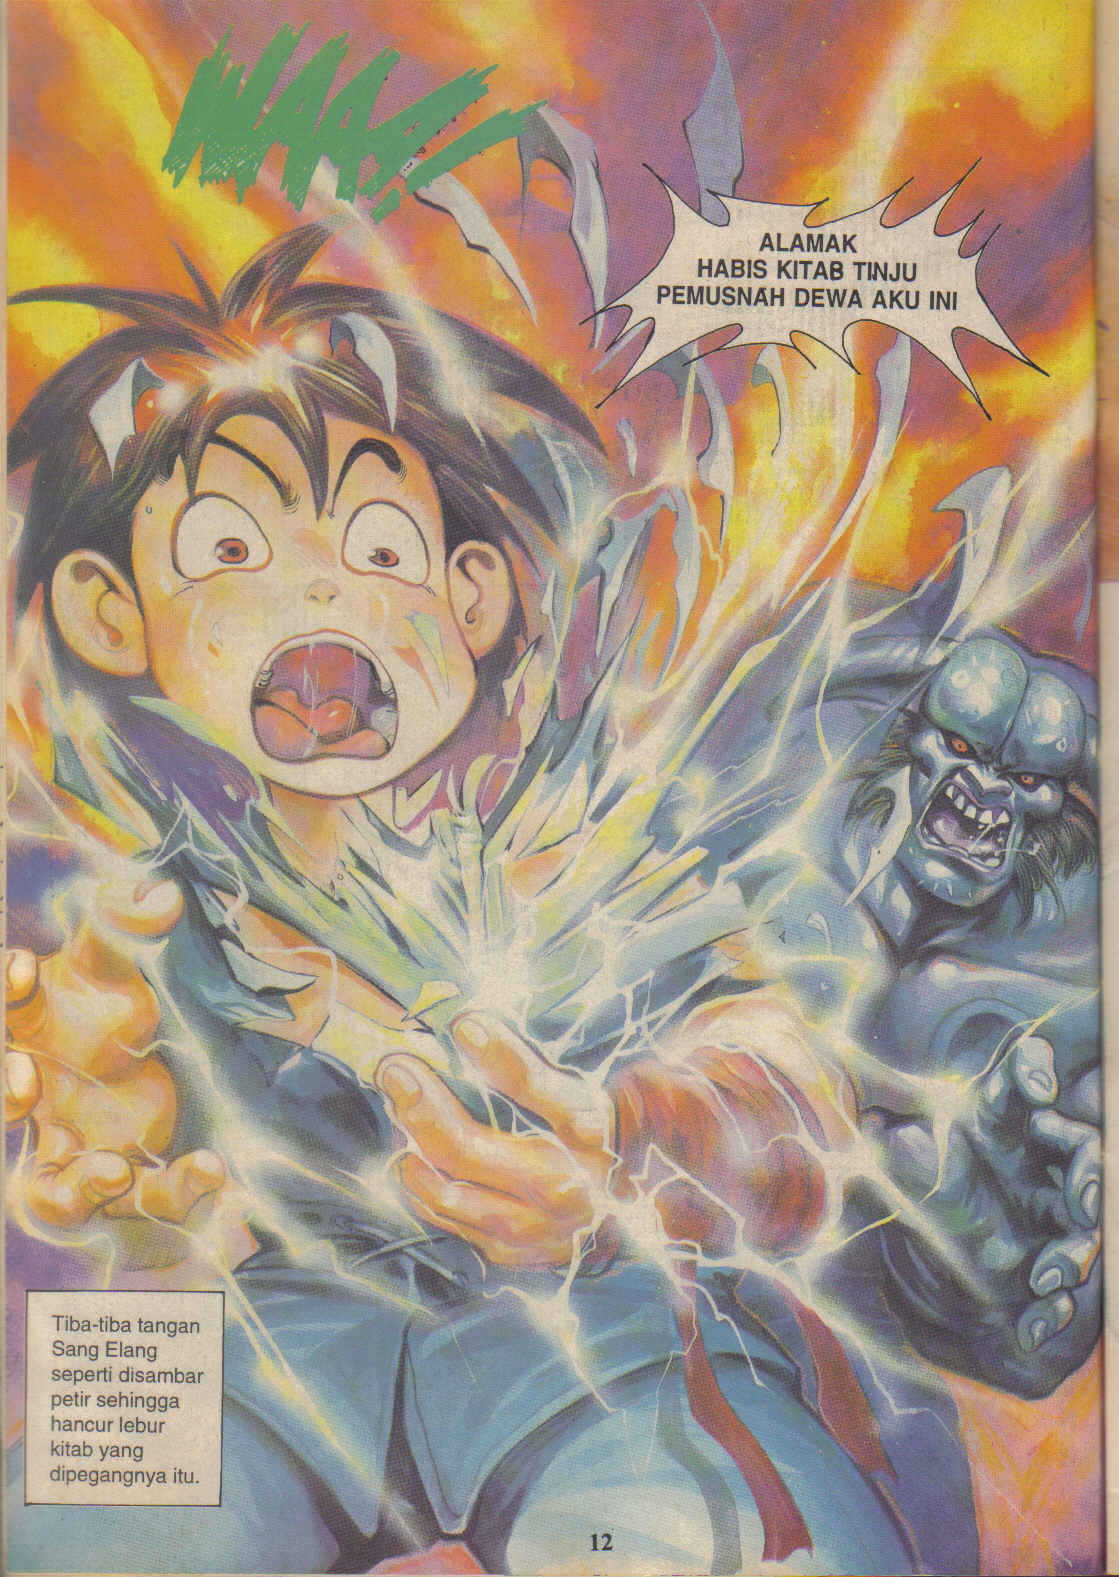 WAAA!
ALAMAK
HABIS KITAB TINJU
PEMUSNAH DEWA AKU INI
Tiba-tiba tangan
Sang Elang
seperti disambar
petir sehingga
hancur lebur
kitab yang
dipegangnya itu.
12